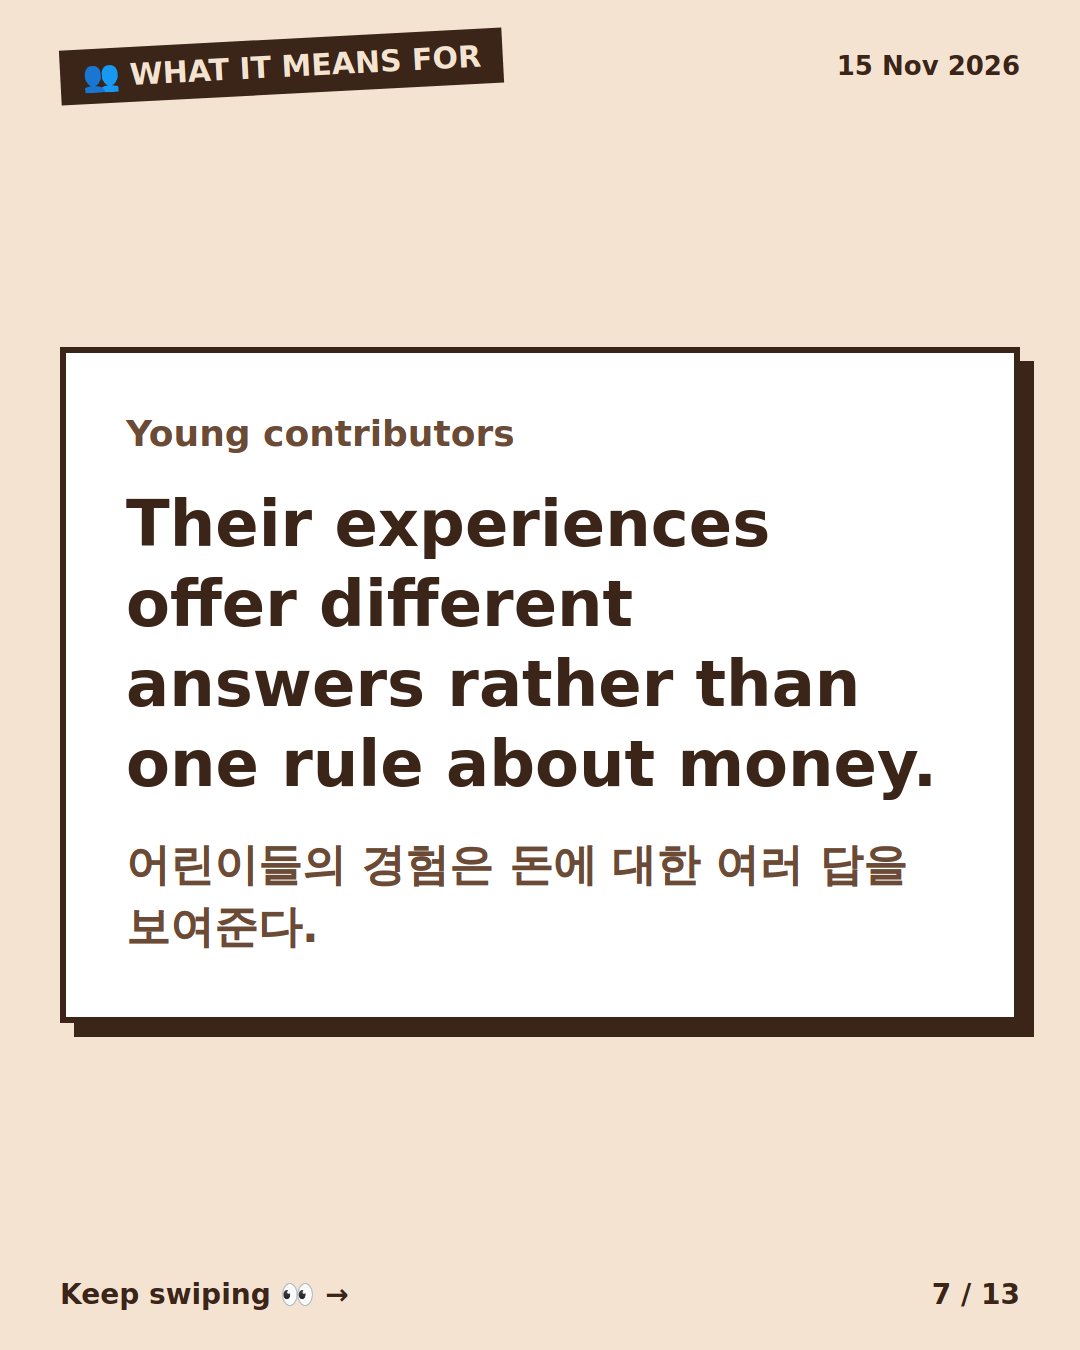 👥 WHAT IT MEANS FOR
15 Nov 2026
Young contributors
Their experiences
offer different
answers rather than
one rule about money.
어린이들의 경험은 돈에 대한 여러 답을
보여준다.
Keep swiping 👀 →
7 / 13